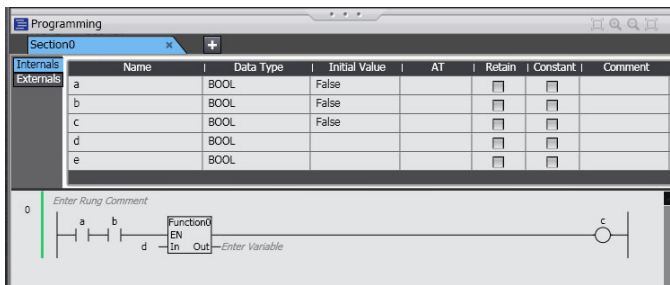 Programming
Section0 x +
Internals
Externals
Name Data Type Initial Value AT Retain Constant Comment
a BOOL False
b BOOL False
c BOOL False
d BOOL
e BOOL
0 Enter Rung Comment
a b Function0 c
EN
d In Out Enter Variable